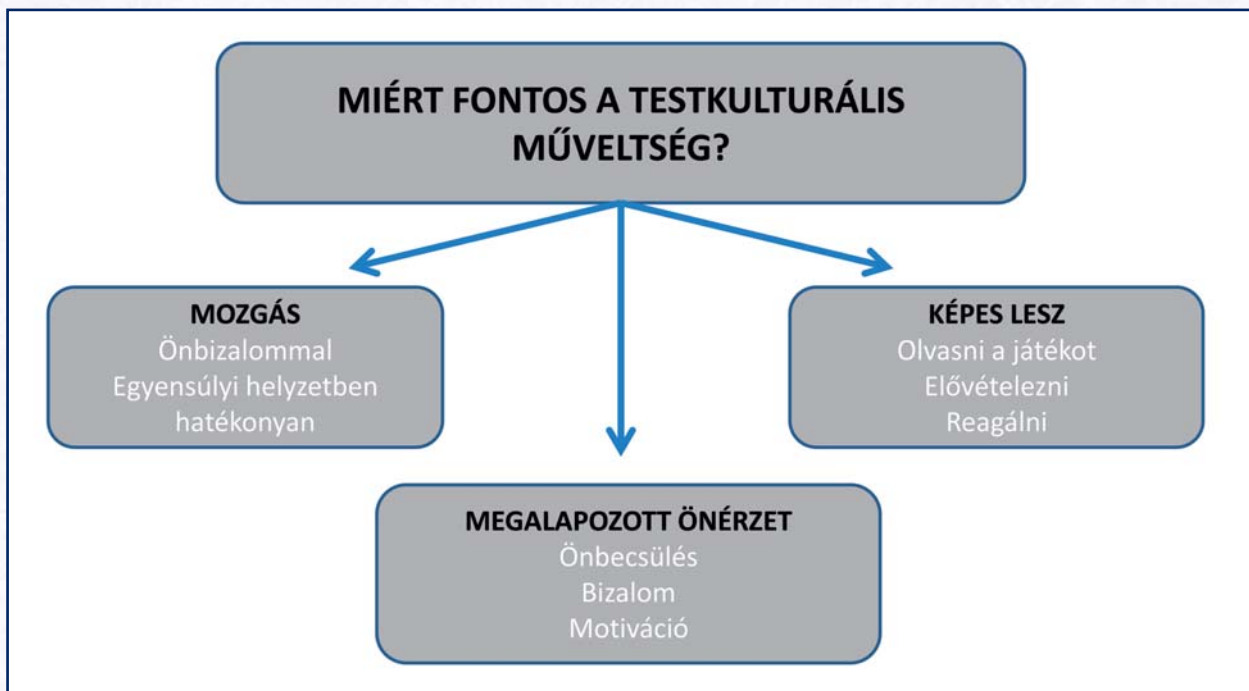 MIÉRT FONTOS A TESTKULTURÁLIS
MŰVELTSÉG?
MOZGÁS
Önbizalommal
Egyensúlyi helyzetben
hatékonyan
KÉPES LESZ
Olvasni a játékot
Elővételezni
Reagálni
MEGALAPOZOTT ÖNÉRZET
Önbecsülés
Bizalom
Motiváció